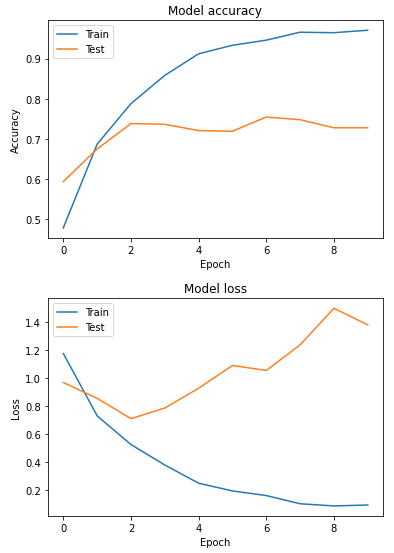 Model accuracy
Train
Test
0.9
0.8
0.7
0.6
0.5
Accuracy
0 2 4 6 8
Epoch
Model loss
Train
Test
1.4
1.2
1.0
0.8
0.6
0.4
0.2
Loss
0 2 4 6 8
Epoch